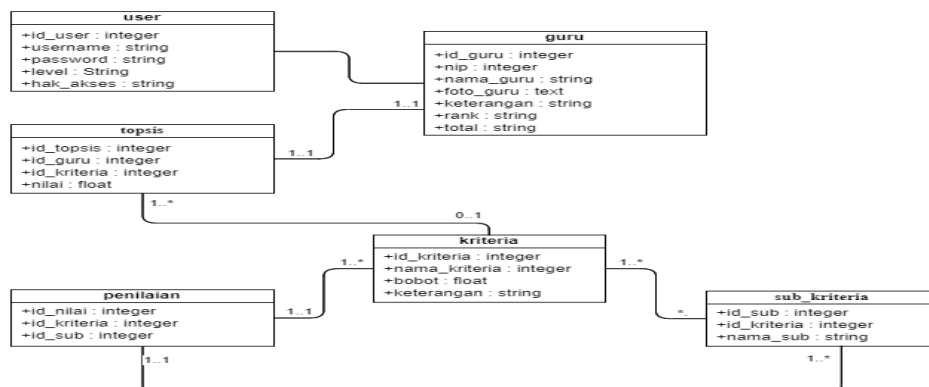 user
+id_user : integer
+username : string
+password : string
+level : String
+hak_akses : string
guru
+id_guru : integer
+nip : integer
+nama_guru : string
+foto_guru : text
+keterangan : string
+rank : string
+total : string
1..1
topsis
+id_topsis : integer
+id_guru : integer
+id_kriteria : integer
+nilai : float
1..1
1..*
0..1
kriteria
+id_kriteria : integer
+nama_kriteria : integer
+bobot : float
+keterangan : string
1..*
1..*
penilaian
+id_nilai : integer
+id_kriteria : integer
+id_sub : integer
1..1
1..1
sub_kriteria
+id_sub : integer
+id_kriteria : integer
+nama_sub : string
*.
1..*